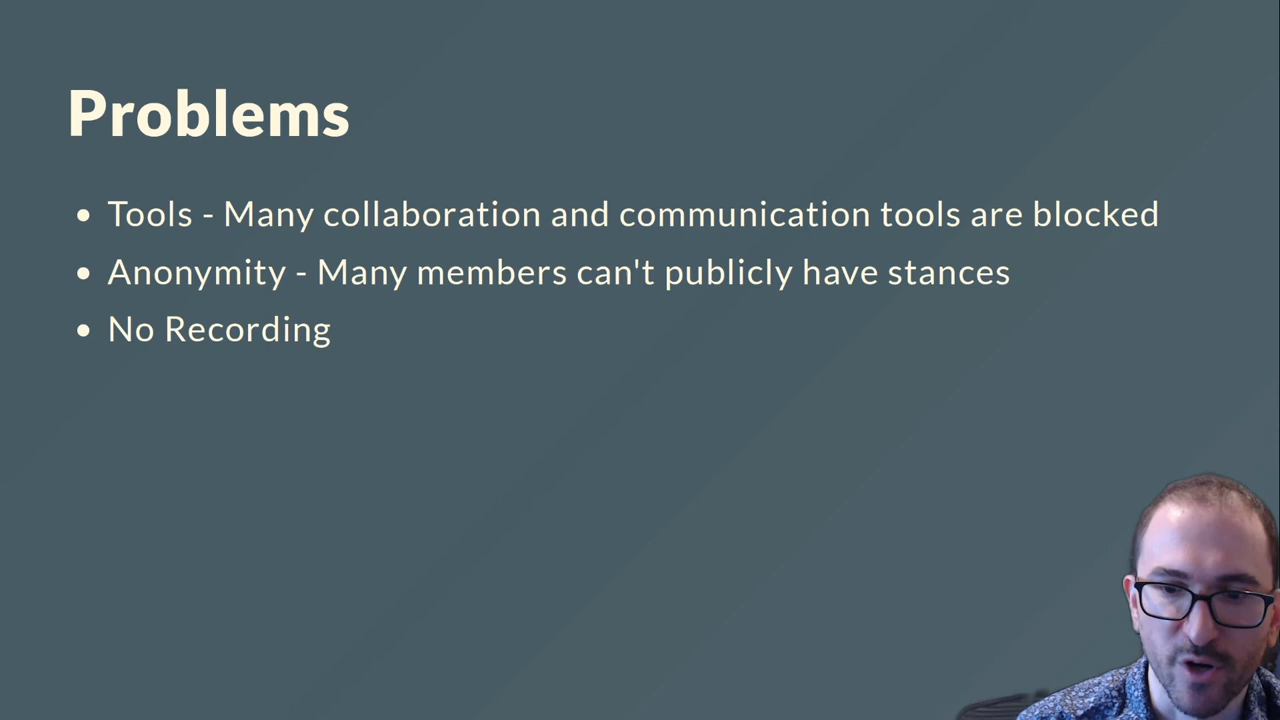 Problems
• Tools - Many collaboration and communication tools are blocked
• Anonymity - Many members can't publicly have stances
• No Recording